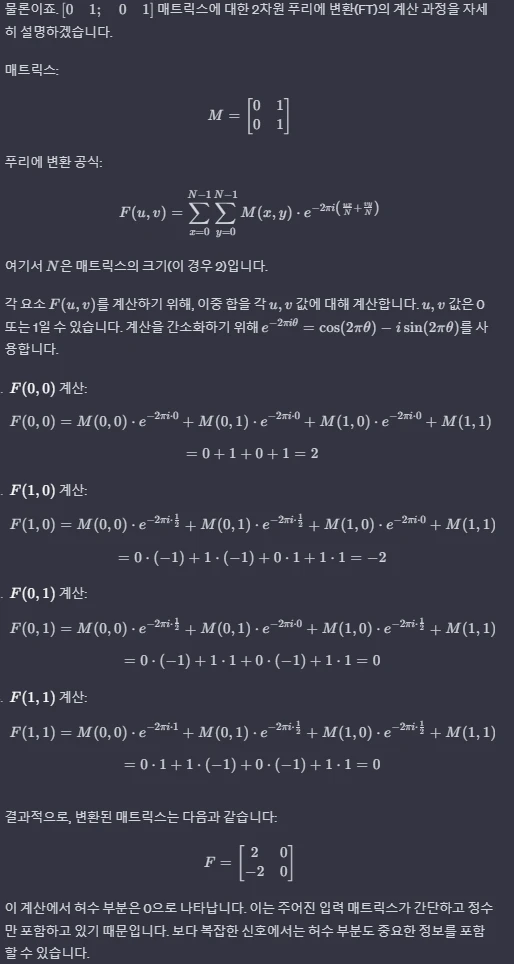 물론이죠. [0 1; 0 1] 매트릭스에 대한 2차원 푸리에 변환(FT)의 계산 과정을 자세
히 설명하겠습니다.
매트릭스:
M = [0 1
0 1]
푸리에 변환 공식:
F(u, v) = ∑_{x=0}^{N−1} ∑_{y=0}^{N−1} M(x, y) · e^{−2πi(ux/N + vy/N)}
여기서 N은 매트릭스의 크기(이 경우 2)입니다.
각 요소 F(u, v)를 계산하기 위해, 이중 합을 각 u, v 값에 대해 계산합니다. u, v 값은 0
또는 1일 수 있습니다. 계산을 간소화하기 위해 e^{−2πiθ} = cos(2πθ) − i sin(2πθ)를 사
용합니다.
. F(0, 0) 계산:
F(0, 0) = M(0, 0) · e^{−2πi·0} + M(0, 1) · e^{−2πi·0} + M(1, 0) · e^{−2πi·0} + M(1, 1)
= 0 + 1 + 0 + 1 = 2
. F(1, 0) 계산:
F(1, 0) = M(0, 0) · e^{−2πi·1/2} + M(0, 1) · e^{−2πi·1/2} + M(1, 0) · e^{−2πi·0} + M(1, 1)
= 0 · (−1) + 1 · (−1) + 0 · 1 + 1 · 1 = −2
. F(0, 1) 계산:
F(0, 1) = M(0, 0) · e^{−2πi·1/2} + M(0, 1) · e^{−2πi·0} + M(1, 0) · e^{−2πi·1/2} + M(1, 1)
= 0 · (−1) + 1 · 1 + 0 · (−1) + 1 · 1 = 0
. F(1, 1) 계산:
F(1, 1) = M(0, 0) · e^{−2πi·1} + M(0, 1) · e^{−2πi·1/2} + M(1, 0) · e^{−2πi·1/2} + M(1, 1)
= 0 · 1 + 1 · (−1) + 0 · (−1) + 1 · 1 = 0
결과적으로, 변환된 매트릭스는 다음과 같습니다:
F = [2 0
−2 0]
이 계산에서 허수 부분은 0으로 나타납니다. 이는 주어진 입력 매트릭스가 간단하고 정수
만 포함하고 있기 때문입니다. 보다 복잡한 신호에서는 허수 부분도 중요한 정보를 포함
할 수 있습니다.